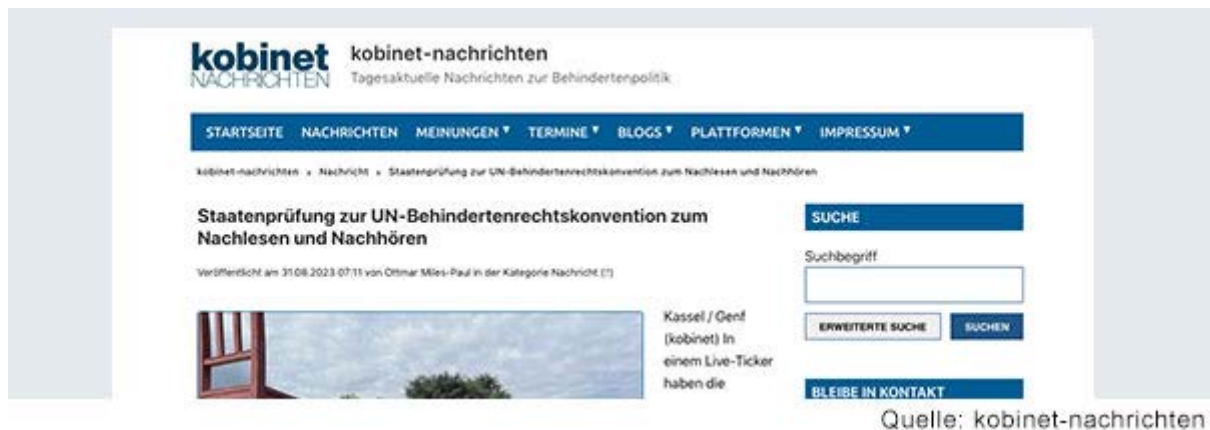 kobinet
NACHRICHTEN
kobinet-nachrichten
Tagesaktuelle Nachrichten zur Behindertenpolitik
STARTSEITE NACHRICHTEN MEINUNGEN TERMINE BLOGS PLATTFORMEN IMPRESSUM
kobinet-nachrichten » Nachricht » Staatenprüfung zur UN-Behindertenrechtskonvention zum Nachlesen und Nachhören
Staatenprüfung zur UN-Behindertenrechtskonvention zum
Nachlesen und Nachhören
Veröffentlicht am 31.08.2023 07:11 von Ottmar Miles-Paul in der Kategorie Nachricht (*)
Kassel / Genf
(kobinet) In
einem Live-Ticker
haben die
SUCHE
Suchbegriff
ERWEITERTE SUCHE SUCHEN
BLEIBE IN KONTAKT
Quelle: kobinet-nachrichten